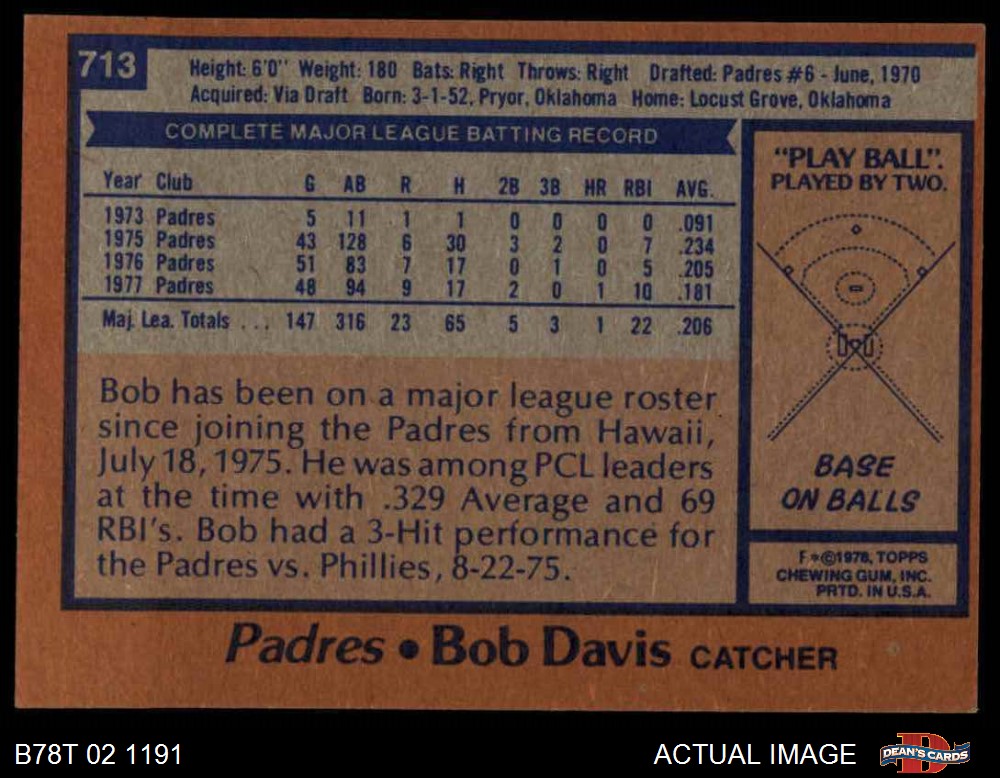 713
Height: 6'0" Weight: 180 Bats: Right Throws: Right Drafted: Padres #6 - June, 1970
Acquired: Via Draft Born: 3-1-52, Pryor, Oklahoma Home: Locust Grove, Oklahoma
COMPLETE MAJOR LEAGUE BATTING RECORD
Year Club G AB R H 2B 3B HR RBI AVG.
1973 Padres 5 11 1 1 0 0 0 0 .091
1975 Padres 43 128 6 30 3 2 0 7 .234
1976 Padres 51 83 7 17 0 1 0 5 .205
1977 Padres 48 94 9 17 2 0 1 10 .181
Maj. Lea. Totals ... 147 316 23 65 5 3 1 22 .206
Bob has been on a major league roster
since joining the Padres from Hawaii,
July 18, 1975. He was among PCL leaders
at the time with .329 Average and 69
RBI's. Bob had a 3-Hit performance for
the Padres vs. Phillies, 8-22-75.
"PLAY BALL".
PLAYED BY TWO.
BASE
ON BALLS
F*©1978, TOPPS
CHEWING GUM, INC.
PRTD. IN U.S.A.
Padres • Bob Davis CATCHER
B78T 02 1191
ACTUAL IMAGE
DEAN'S CARDS